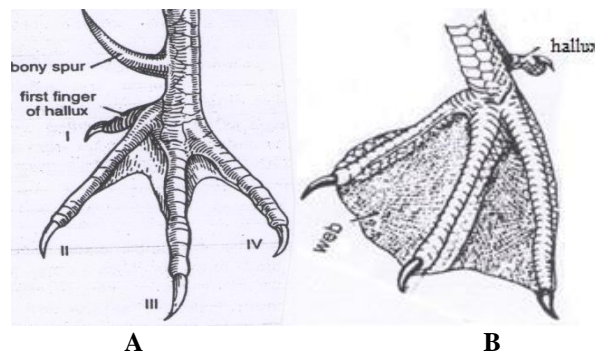 bony spur
first finger
of hallux
I
II
III
IV
A
hallux
web
B